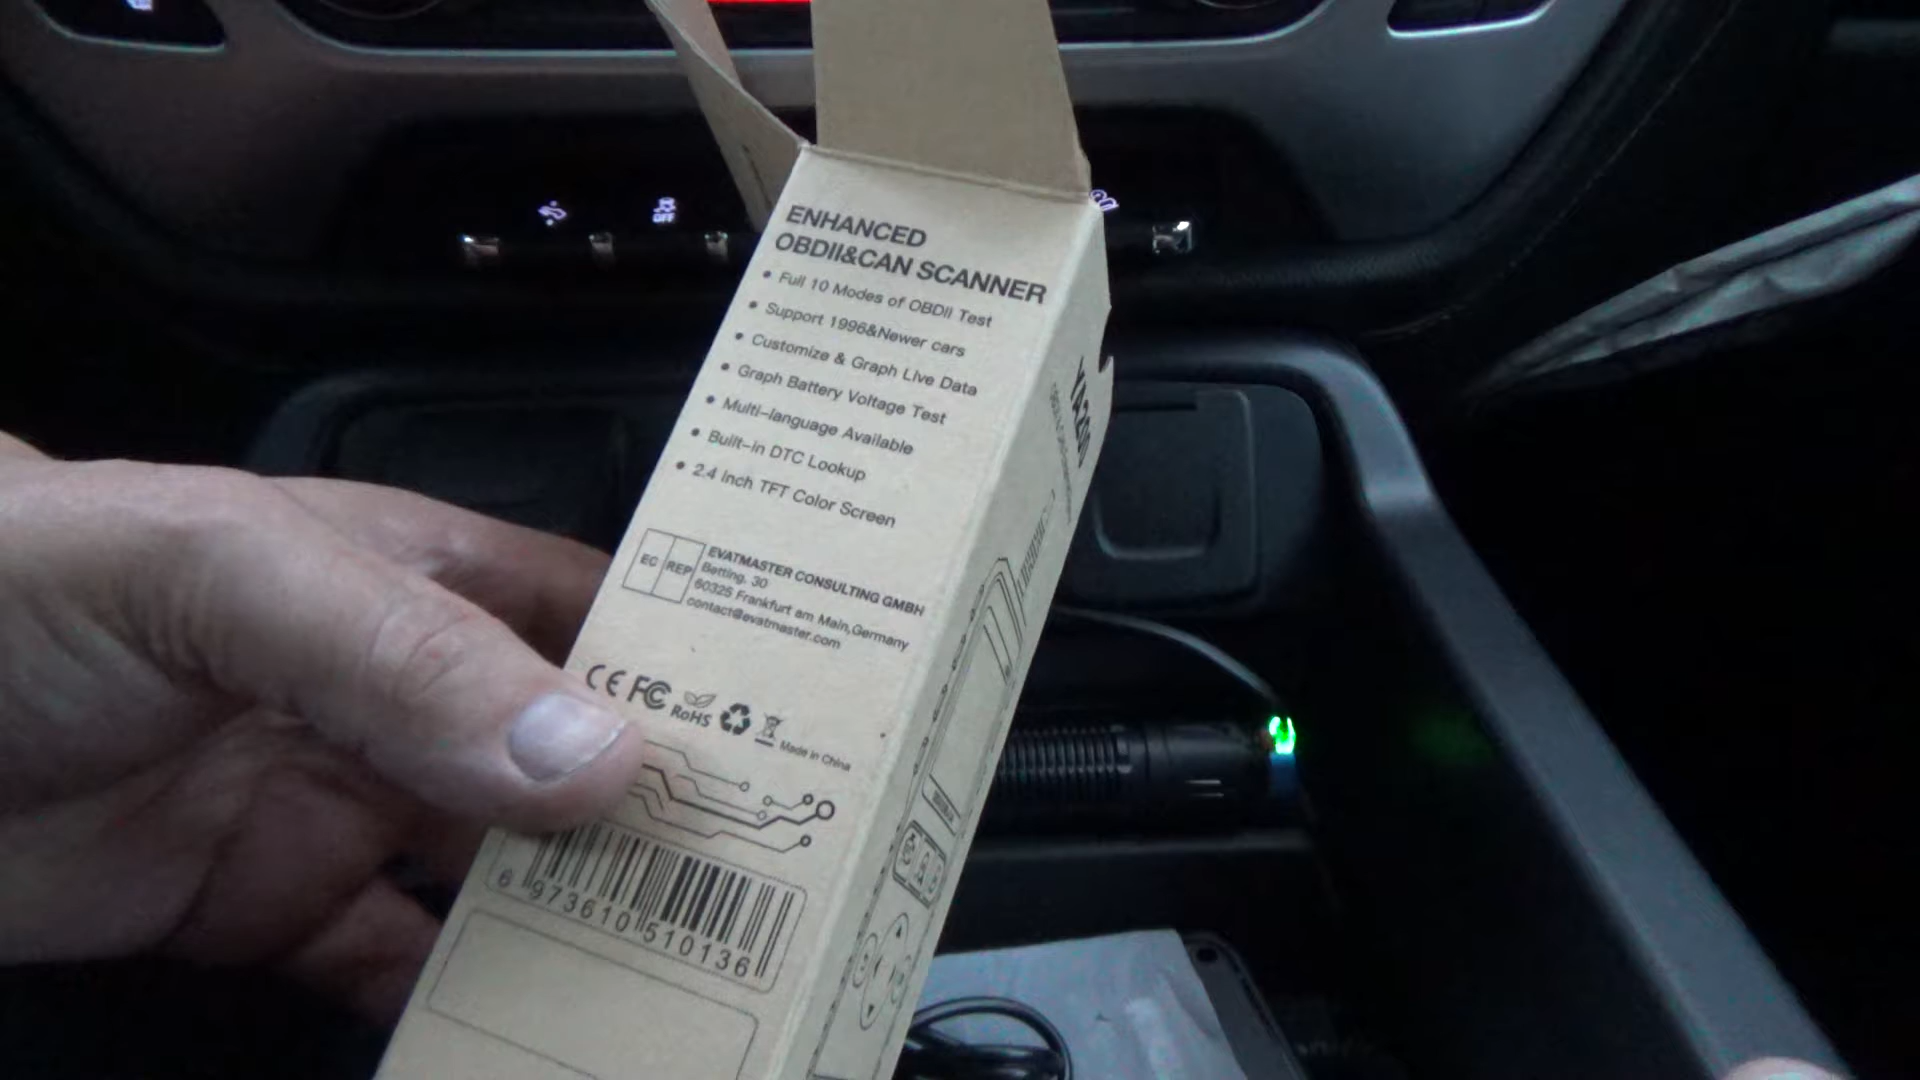 OFF
ENHANCED
OBDII&CAN SCANNER
• Full 10 Modes of OBDII Test
• Support 1996&Newer cars
• Customize & Graph Live Data
• Graph Battery Voltage Test
• Multi-language Available
• Built-in DTC Lookup
• 2.4 inch TFT Color Screen
EC REP
EVATMASTER CONSULTING GMBH
Betting. 30
60325 Frankfurt am Main,Germany
contact@evatmaster.com
CE FC RoHS
Made in China
6 973610 510136